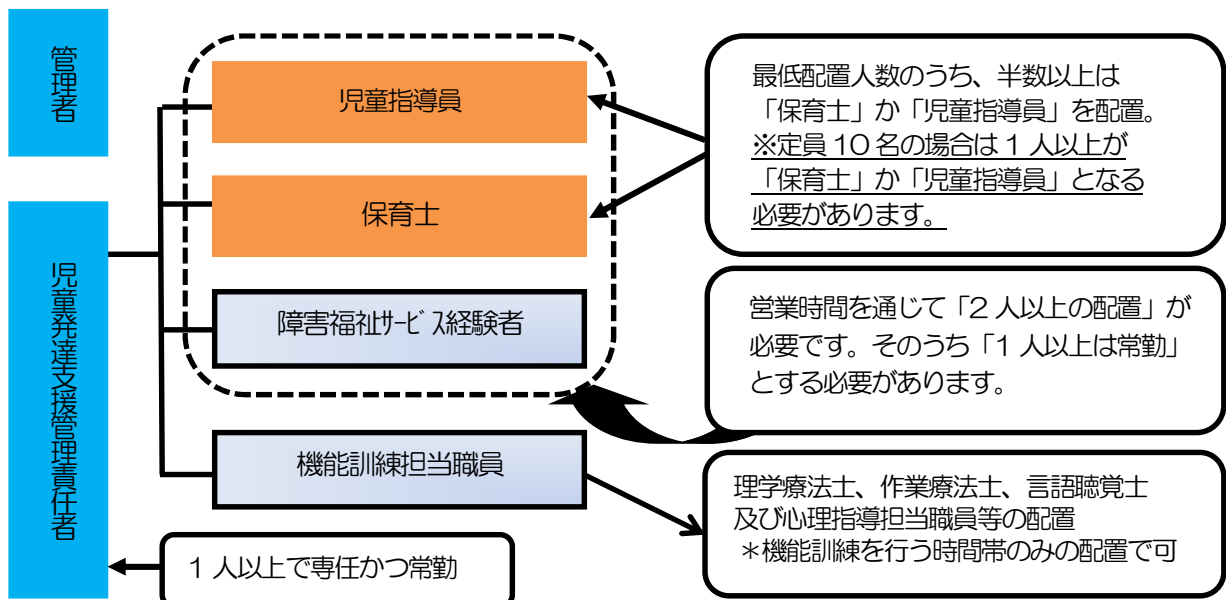 管理者
児童発達支援管理責任者
児童指導員
保育士
障害福祉ｻｰﾋﾞｽ経験者
機能訓練担当職員
1 人以上で専任かつ常勤
最低配置人数のうち、半数以上は
「保育士」か「児童指導員」を配置。
※定員 10 名の場合は 1 人以上が
「保育士」か「児童指導員」となる
必要があります。
営業時間を通じて「2 人以上の配置」が
必要です。そのうち「1 人以上は常勤」
とする必要があります。
理学療法士、作業療法士、言語聴覚士
及び心理指導担当職員等の配置
＊機能訓練を行う時間帯のみの配置で可